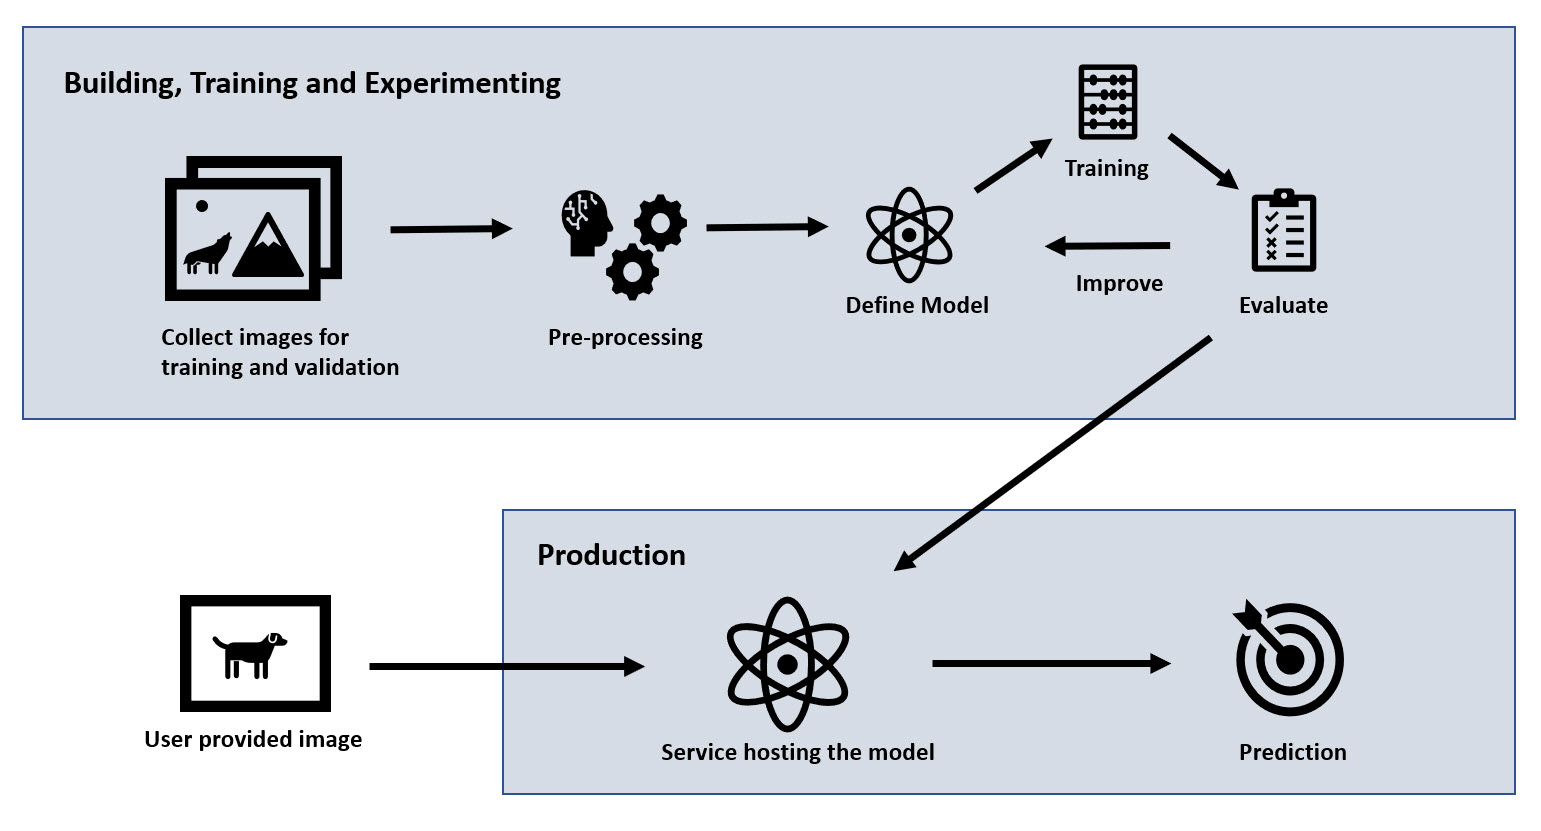 Building, Training and Experimenting
Training
Improve
Define Model
Evaluate
Collect images for
training and validation
Pre-processing
Production
User provided image
Service hosting the model
Prediction